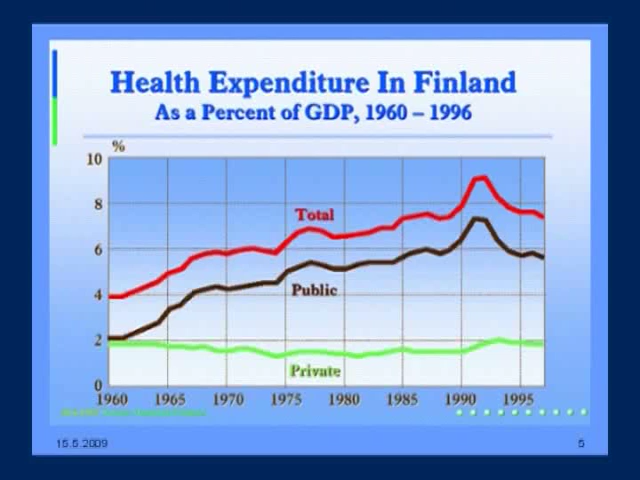 Health Expenditure In Finland
As a Percent of GDP, 1960 – 1996
%
10
8
6
4
2
0
Total
Public
Private
1960 1965 1970 1975 1980 1985 1990 1995
15.5.2009
5